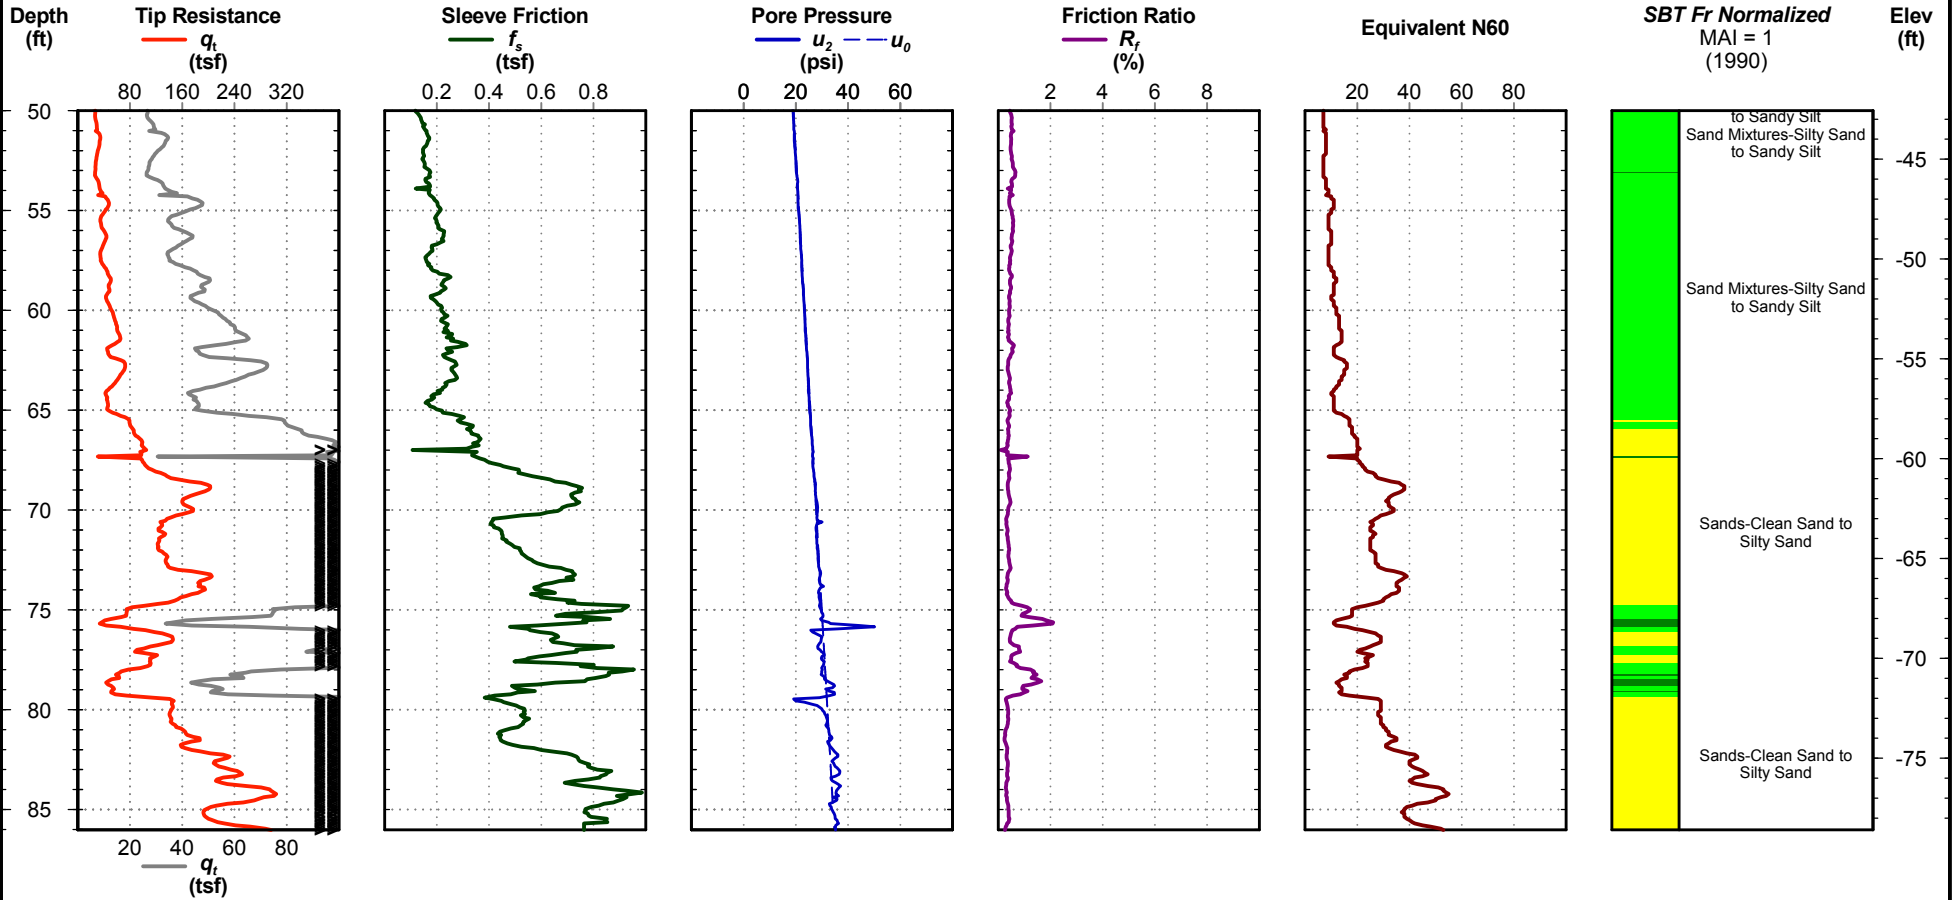 Depth
(ft)
Tip Resistance
qt
(tsf)
Sleeve Friction
fs
(tsf)
Pore Pressure
u2 u0
(psi)
Friction Ratio
Rf
(%)
Equivalent N60
SBT Fr Normalized
MAI = 1
(1990)
Elev
(ft)
80 160 240 320
0.2 0.4 0.6 0.8
0 20 40 60
2 4 6 8
20 40 60 80
50
55
60
65
70
75
80
85
>>
to Sandy Silt
Sand Mixtures-Silty Sand
to Sandy Silt
Sand Mixtures-Silty Sand
to Sandy Silt
Sands-Clean Sand to
Silty Sand
Sands-Clean Sand to
Silty Sand
-45
-50
-55
-60
-65
-70
-75
20 40 60 80
qt
(tsf)